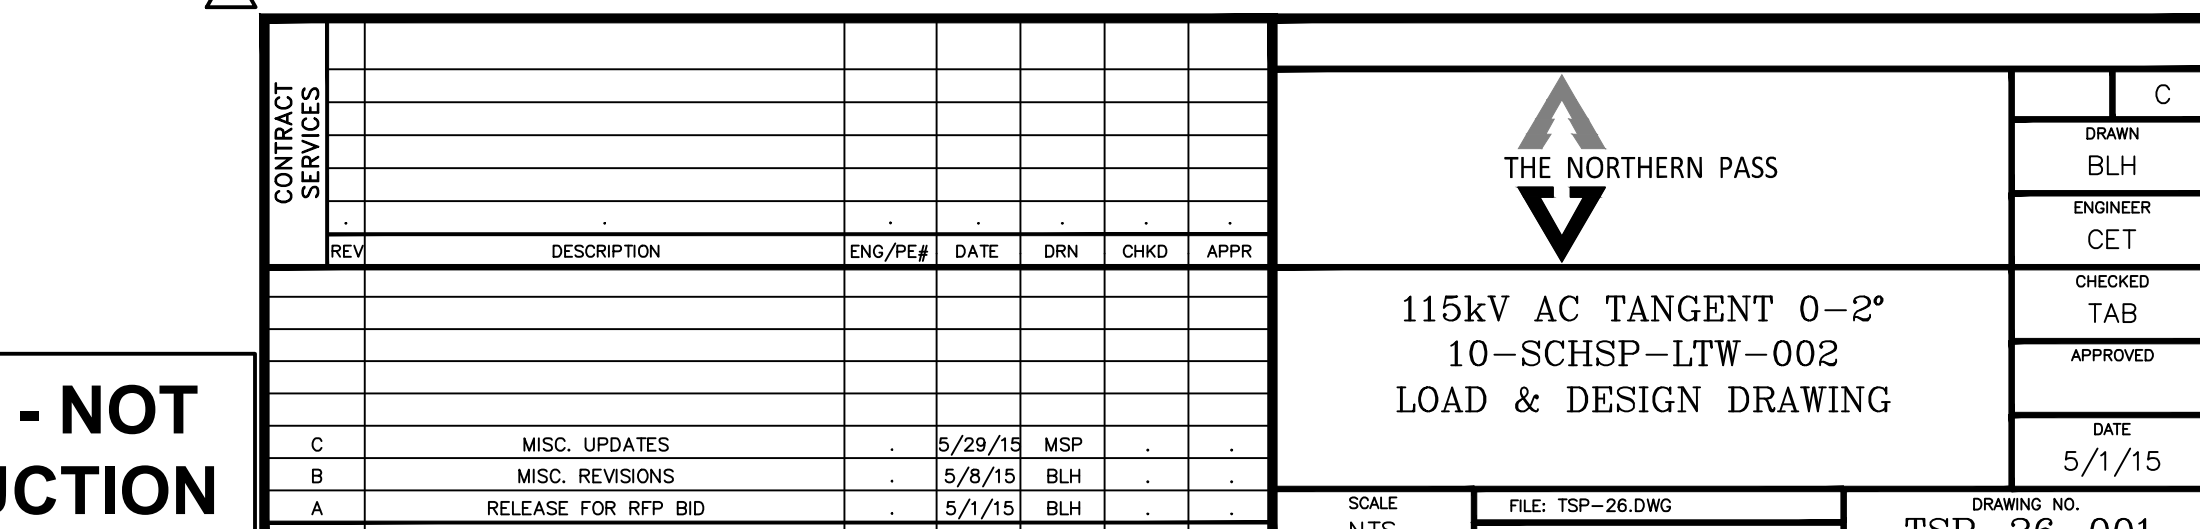 CONTRACT
SERVICES
. . . . . . .
REV DESCRIPTION ENG/PE# DATE DRN CHKD APPR
C MISC. UPDATES . 5/29/15 MSP . .
B MISC. REVISIONS . 5/8/15 BLH . .
A RELEASE FOR RFP BID . 5/1/15 BLH . .
- NOT
THE NORTHERN PASS
115kV AC TANGENT 0-2°
10-SCHSP-LTW-002
LOAD & DESIGN DRAWING
C
DRAWN
BLH
ENGINEER
CET
CHECKED
TAB
APPROVED
DATE
5/1/15
SCALE
NTS
FILE: TSP-26.DWG
DRAWING NO.